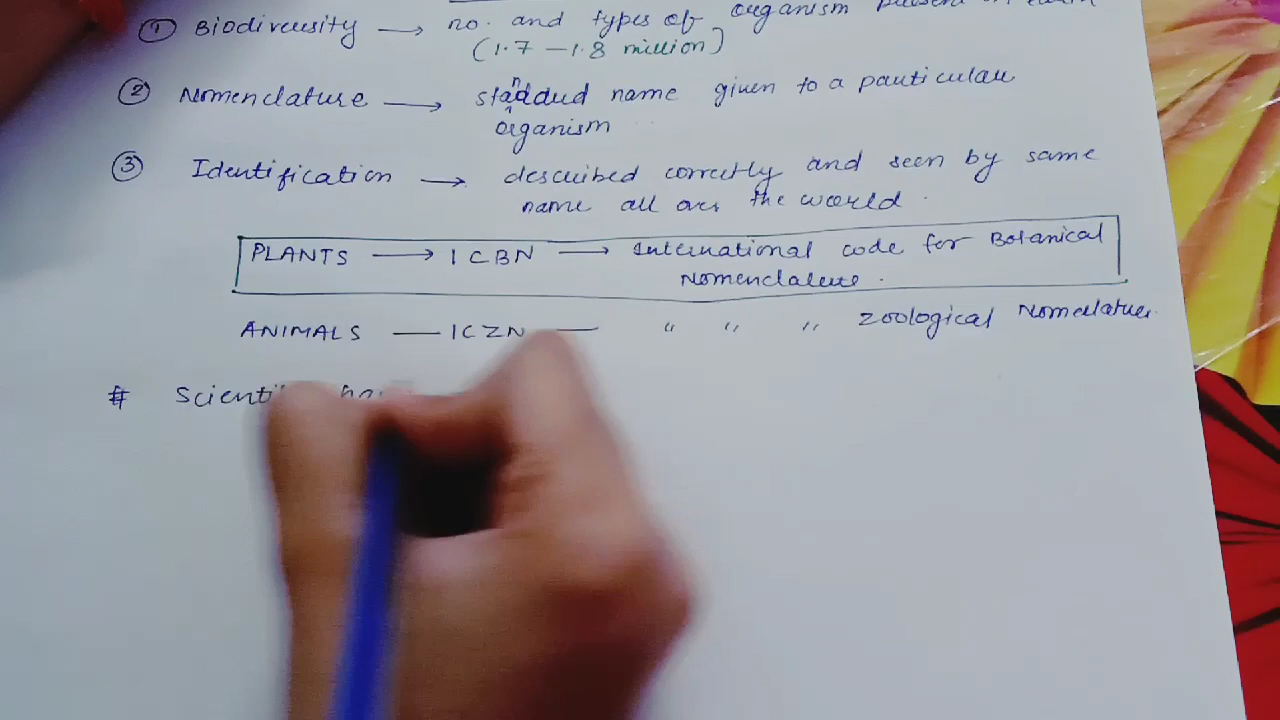 ① Biodiversity → no. and types of organism present
(1.7 – 1.8 million)
② Nomenclature → standard name given to a particular
organism
③ Identification → described correctly and seen by same
name all over the world.
PLANTS → ICBN → International code for Botanical
Nomenclature.
ANIMALS — ICZN — " " " Zoological Nomenclature.
#